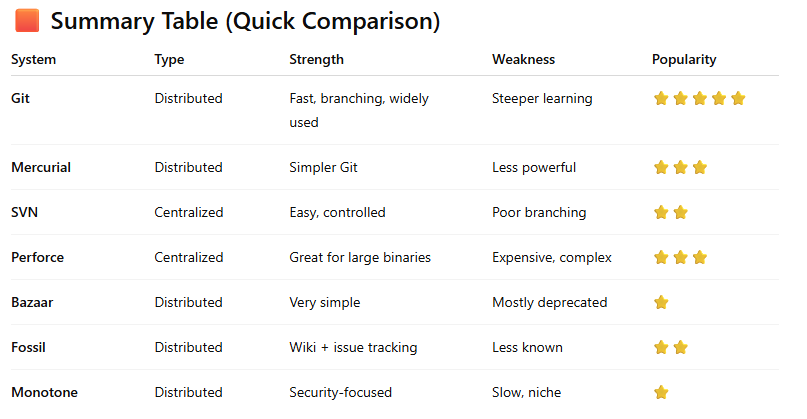 Summary Table (Quick Comparison)
System Type Strength Weakness Popularity
Git Distributed Fast, branching, widely used Steeper learning ⭐⭐⭐⭐⭐
Mercurial Distributed Simpler Git Less powerful ⭐⭐⭐
SVN Centralized Easy, controlled Poor branching ⭐⭐
Perforce Centralized Great for large binaries Expensive, complex ⭐⭐⭐
Bazaar Distributed Very simple Mostly deprecated ⭐
Fossil Distributed Wiki + issue tracking Less known ⭐⭐
Monotone Distributed Security-focused Slow, niche ⭐